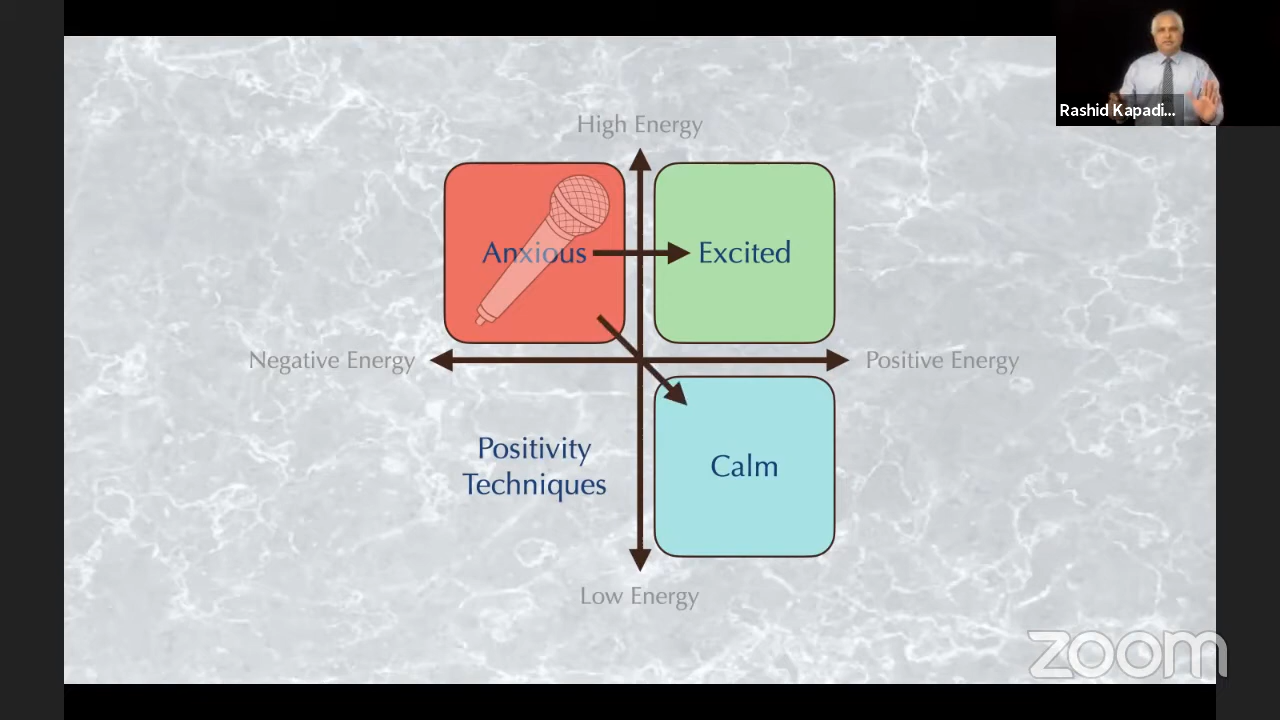 Rashid Kapadi...
High Energy
Anxious
Excited
Negative Energy
Positive Energy
Positivity
Techniques
Calm
Low Energy
zoom